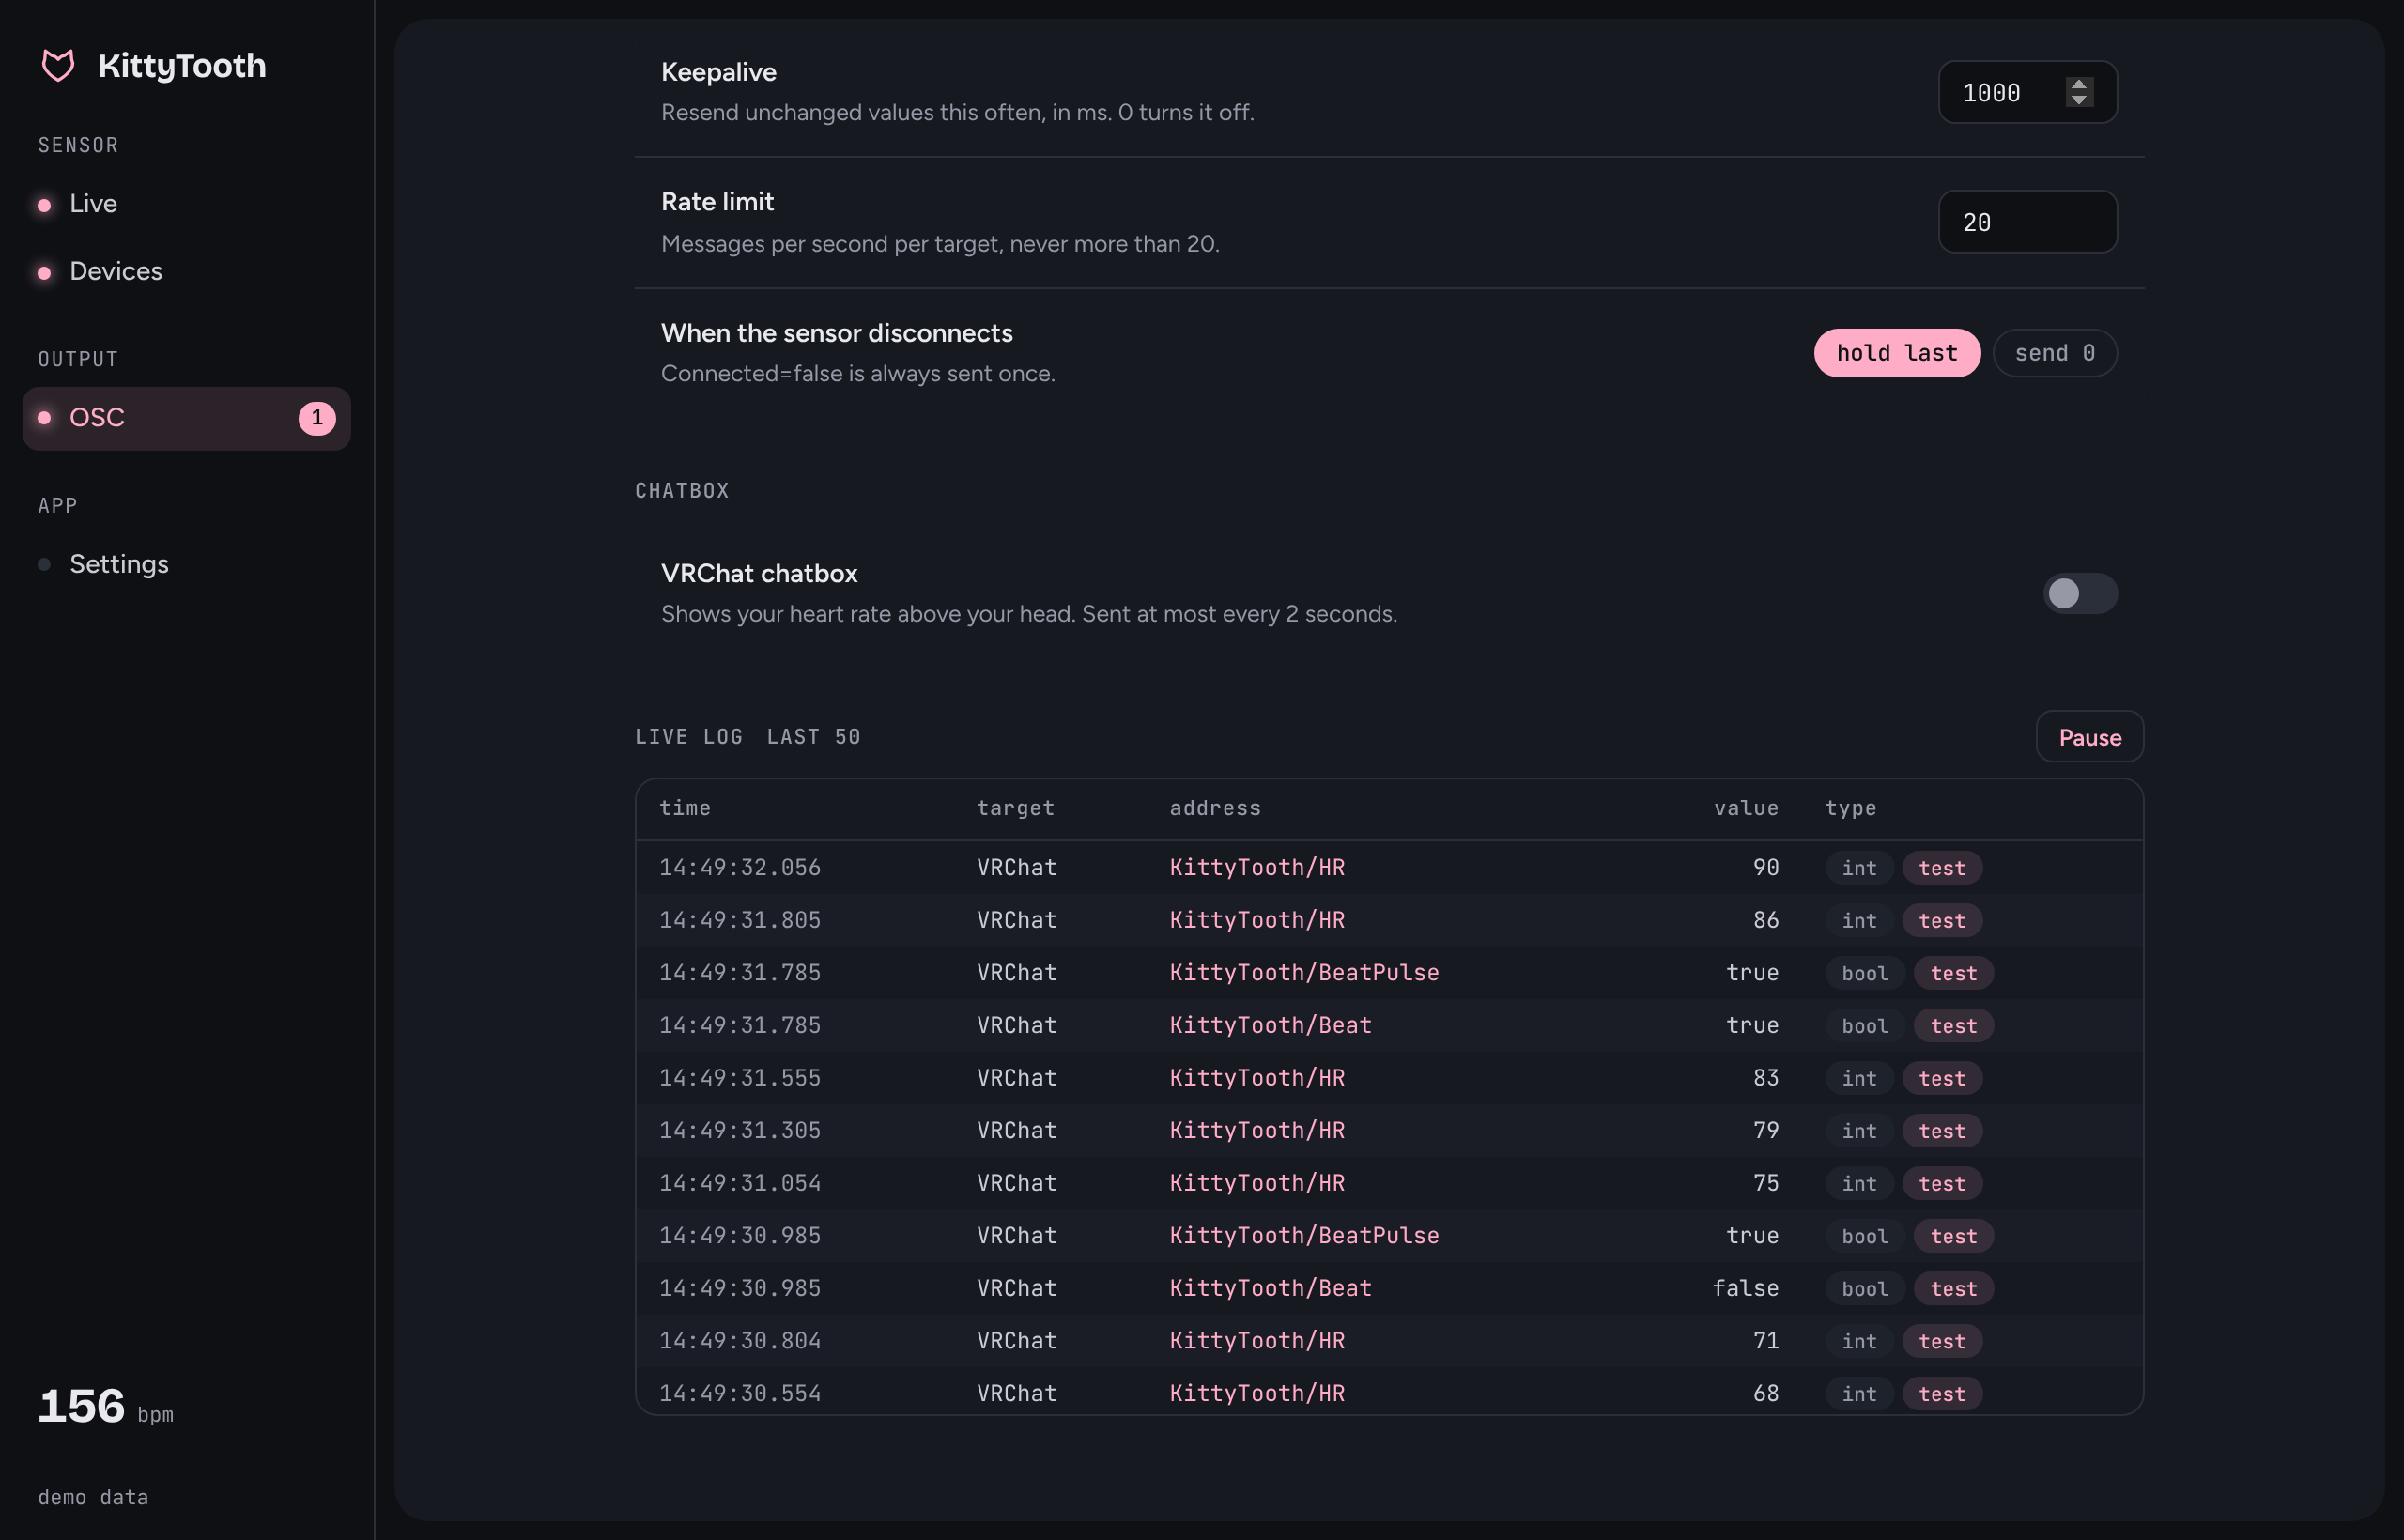 KittyTooth
SENSOR
Live
Devices
OUTPUT
OSC 1
APP
Settings
156 bpm
demo data
Keepalive
Resend unchanged values this often, in ms. 0 turns it off.
1000
Rate limit
Messages per second per target, never more than 20.
20
When the sensor disconnects
Connected=false is always sent once.
hold last send 0
CHATBOX
VRChat chatbox
Shows your heart rate above your head. Sent at most every 2 seconds.
LIVE LOG LAST 50
Pause
time target address value type
14:49:32.056 VRChat KittyTooth/HR 90 int test
14:49:31.805 VRChat KittyTooth/HR 86 int test
14:49:31.785 VRChat KittyTooth/BeatPulse true bool test
14:49:31.785 VRChat KittyTooth/Beat true bool test
14:49:31.555 VRChat KittyTooth/HR 83 int test
14:49:31.305 VRChat KittyTooth/HR 79 int test
14:49:31.054 VRChat KittyTooth/HR 75 int test
14:49:30.985 VRChat KittyTooth/BeatPulse true bool test
14:49:30.985 VRChat KittyTooth/Beat false bool test
14:49:30.804 VRChat KittyTooth/HR 71 int test
14:49:30.554 VRChat KittyTooth/HR 68 int test